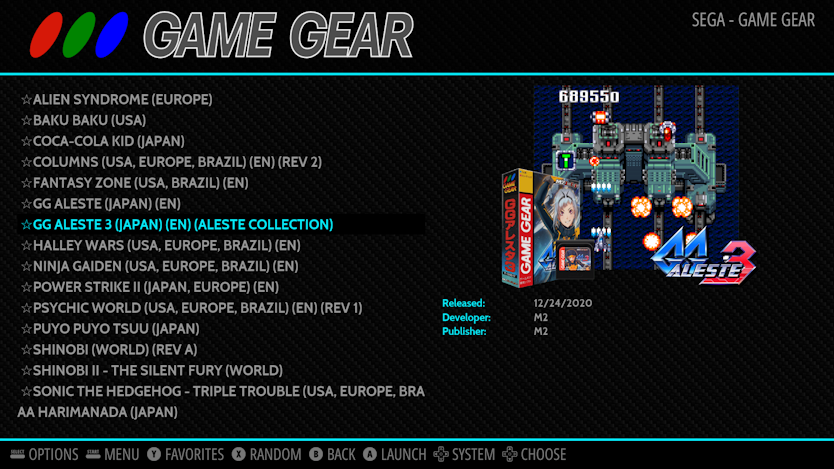 GAME GEAR
SEGA - GAME GEAR
☆ALIEN SYNDROME (EUROPE)
☆BAKU BAKU (USA)
☆COCA-COLA KID (JAPAN)
☆COLUMNS (USA, EUROPE, BRAZIL) (EN) (REV 2)
☆FANTASY ZONE (USA, BRAZIL) (EN)
☆GG ALESTE (JAPAN) (EN)
☆GG ALESTE 3 (JAPAN) (EN) (ALESTE COLLECTION)
☆HALLEY WARS (USA, EUROPE, BRAZIL) (EN)
☆NINJA GAIDEN (USA, EUROPE, BRAZIL) (EN)
☆POWER STRIKE II (JAPAN, EUROPE) (EN)
☆PSYCHIC WORLD (USA, EUROPE, BRAZIL) (EN) (REV 1)
☆PUYO PUYO TSUU (JAPAN)
☆SHINOBI (WORLD) (REV A)
☆SHINOBI II - THE SILENT FURY (WORLD)
☆SONIC THE HEDGEHOG - TRIPLE TROUBLE (USA, EUROPE, BRA
AA HARIMANADA (JAPAN)
689550
GAME GEAR
GGアレスタ3
GG ALESTE 3
Released: 12/24/2020
Developer: M2
Publisher: M2
SELECT OPTIONS START MENU Y FAVORITES X RANDOM B BACK A LAUNCH SYSTEM CHOOSE